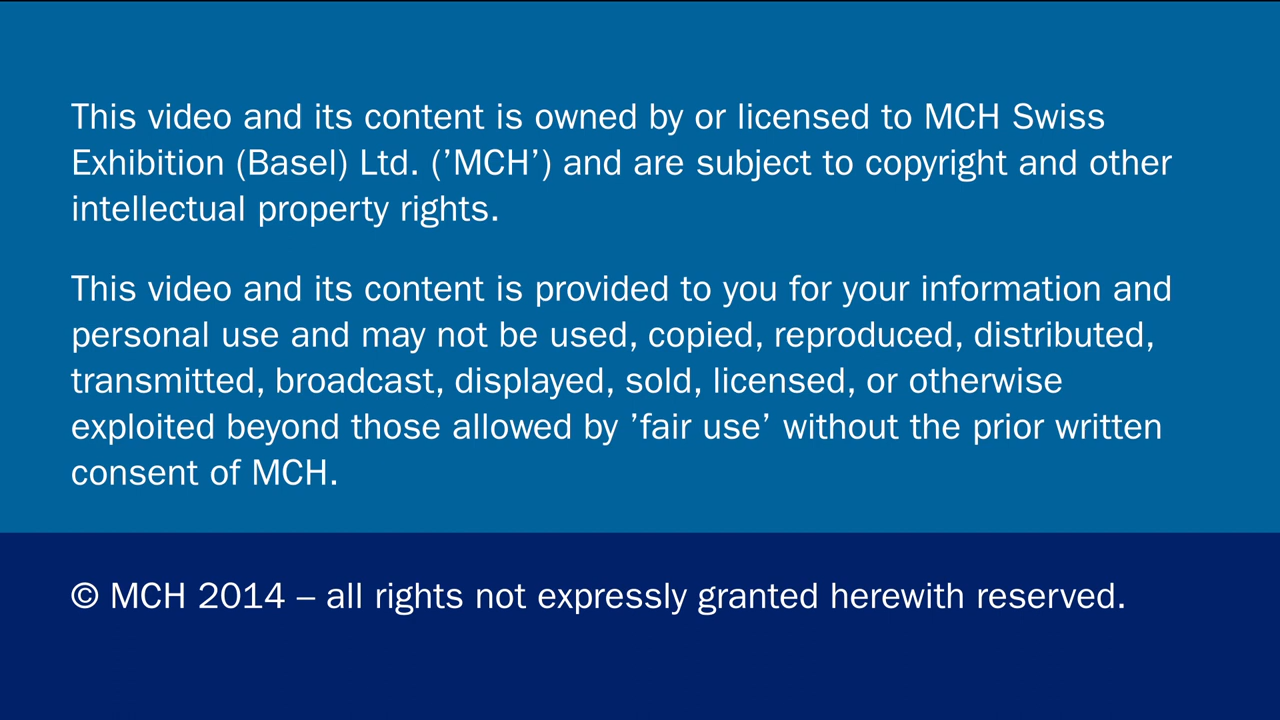 This video and its content is owned by or licensed to MCH Swiss
Exhibition (Basel) Ltd. (’MCH’) and are subject to copyright and other
intellectual property rights.
This video and its content is provided to you for your information and
personal use and may not be used, copied, reproduced, distributed,
transmitted, broadcast, displayed, sold, licensed, or otherwise
exploited beyond those allowed by ’fair use’ without the prior written
consent of MCH.
© MCH 2014 – all rights not expressly granted herewith reserved.